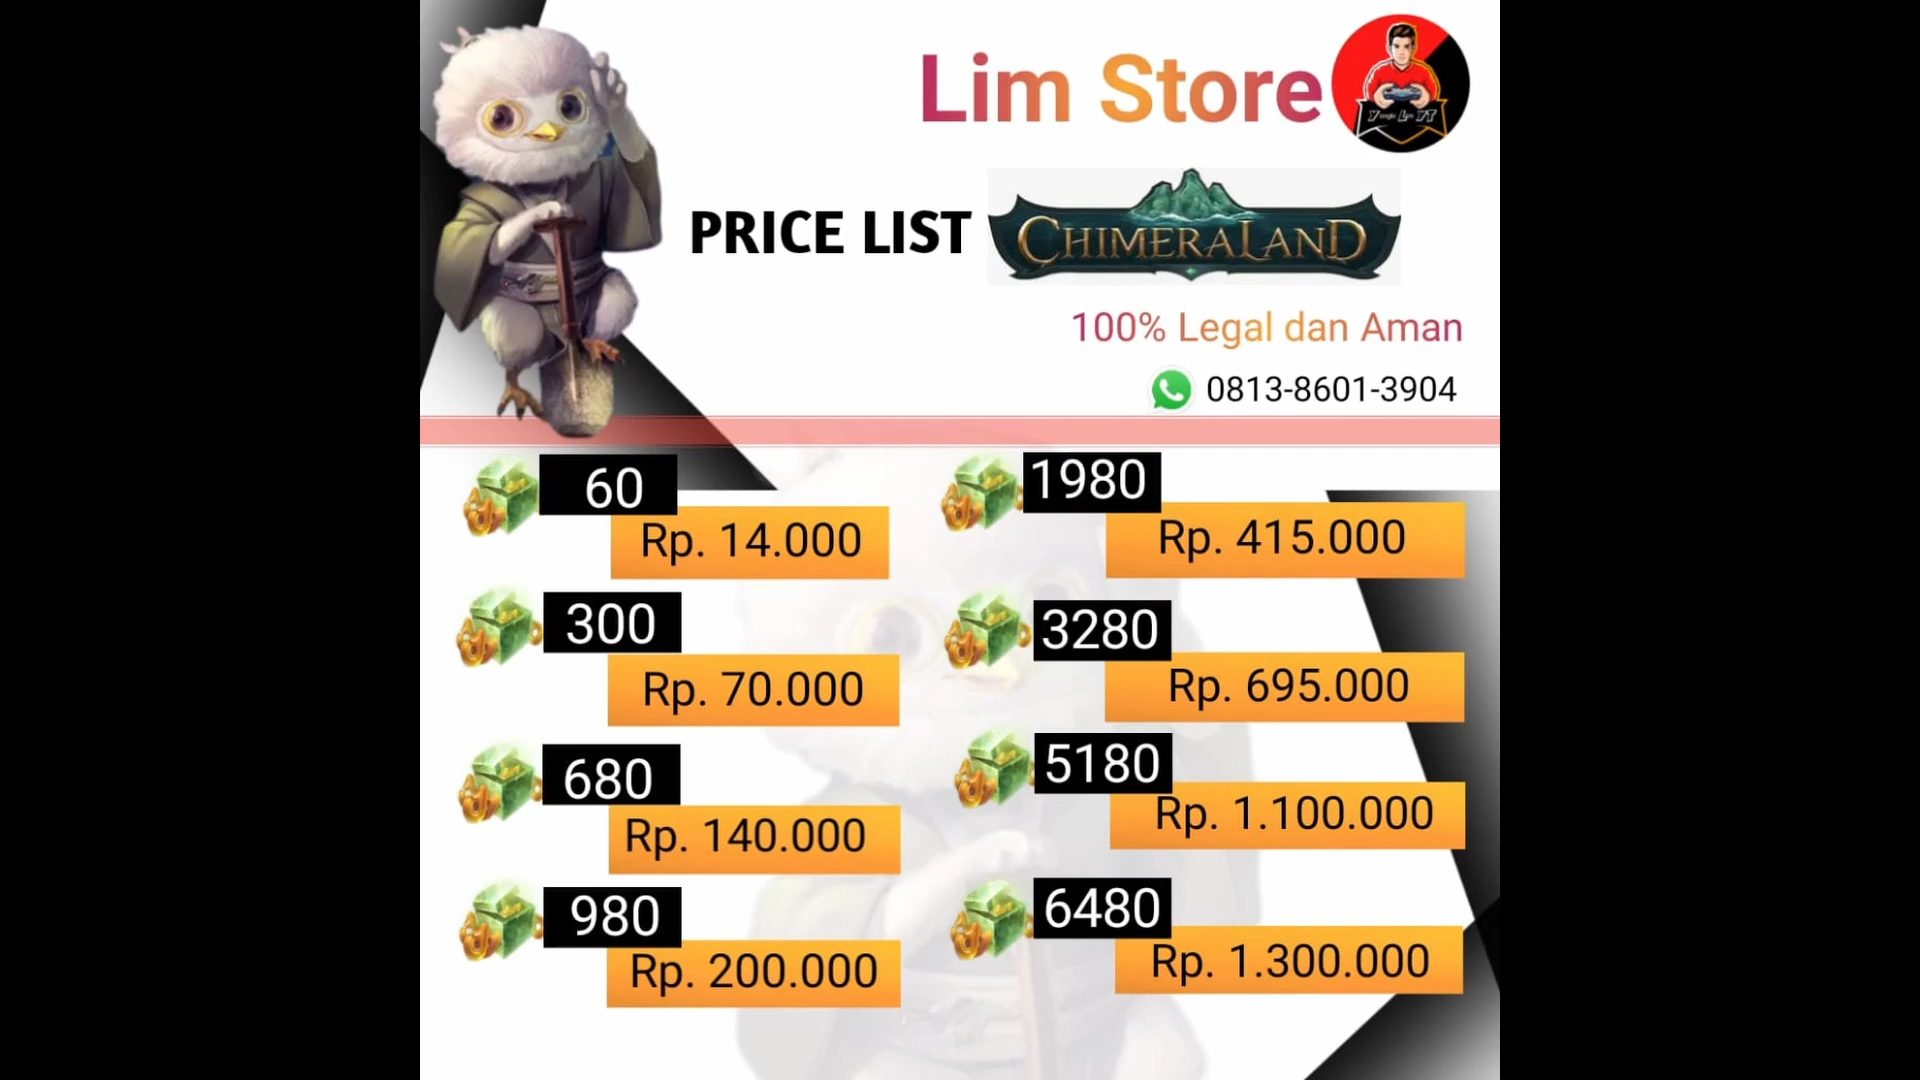 Lim Store
PRICE LIST
CHIMERALAND
100% Legal dan Aman
0813-8601-3904
60
Rp. 14.000
300
Rp. 70.000
680
Rp. 140.000
980
Rp. 200.000
1980
Rp. 415.000
3280
Rp. 695.000
5180
Rp. 1.100.000
6480
Rp. 1.300.000